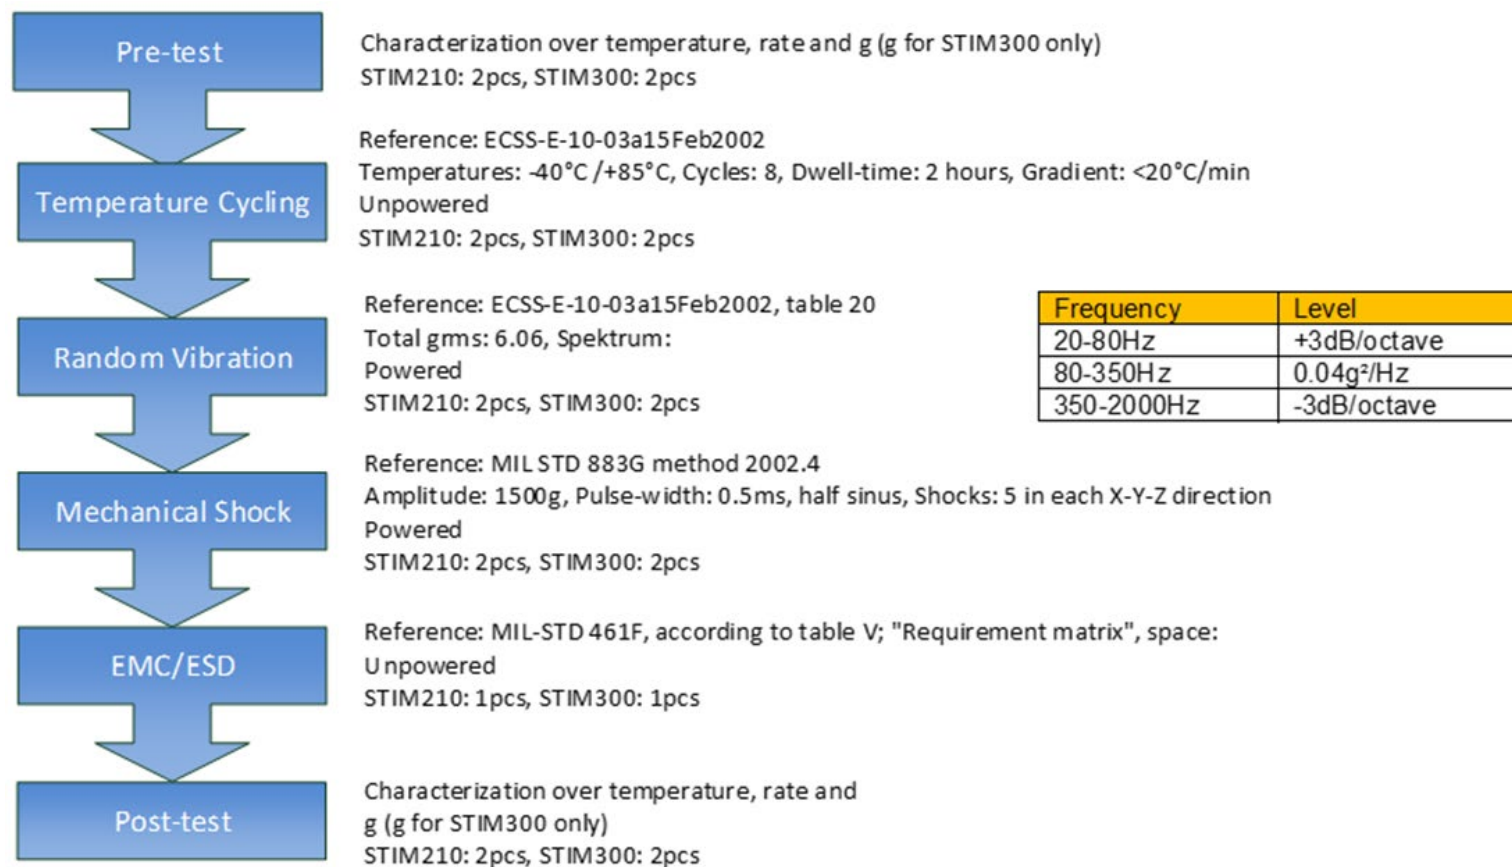 Pre-test
Characterization over temperature, rate and g (g for STIM300 only)
STIM210: 2pcs, STIM300: 2pcs
Temperature Cycling
Reference: ECSS-E-10-03a15Feb2002
Temperatures: -40°C /+85°C, Cycles: 8, Dwell-time: 2 hours, Gradient: <20°C/min
Unpowered
STIM210: 2pcs, STIM300: 2pcs
Random Vibration
Reference: ECSS-E-10-03a15Feb2002, table 20
Total grms: 6.06, Spektrum:
Powered
STIM210: 2pcs, STIM300: 2pcs
Frequency Level
20-80Hz +3dB/octave
80-350Hz 0.04g²/Hz
350-2000Hz -3dB/octave
Mechanical Shock
Reference: MIL STD 883G method 2002.4
Amplitude: 1500g, Pulse-width: 0.5ms, half sinus, Shocks: 5 in each X-Y-Z direction
Powered
STIM210: 2pcs, STIM300: 2pcs
EMC/ESD
Reference: MIL-STD 461F, according to table V; "Requirement matrix", space:
Unpowered
STIM210: 1pcs, STIM300: 1pcs
Post-test
Characterization over temperature, rate and
g (g for STIM300 only)
STIM210: 2pcs, STIM300: 2pcs